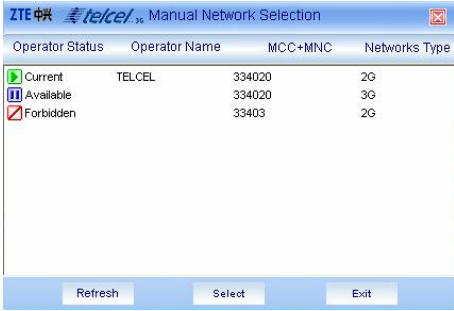 ZTE中兴 telcel 3G Manual Network Selection
Operator Status Operator Name MCC+MNC Networks Type
Current TELCEL 334020 2G
Available 334020 3G
Forbidden 33403 2G
Refresh Select Exit